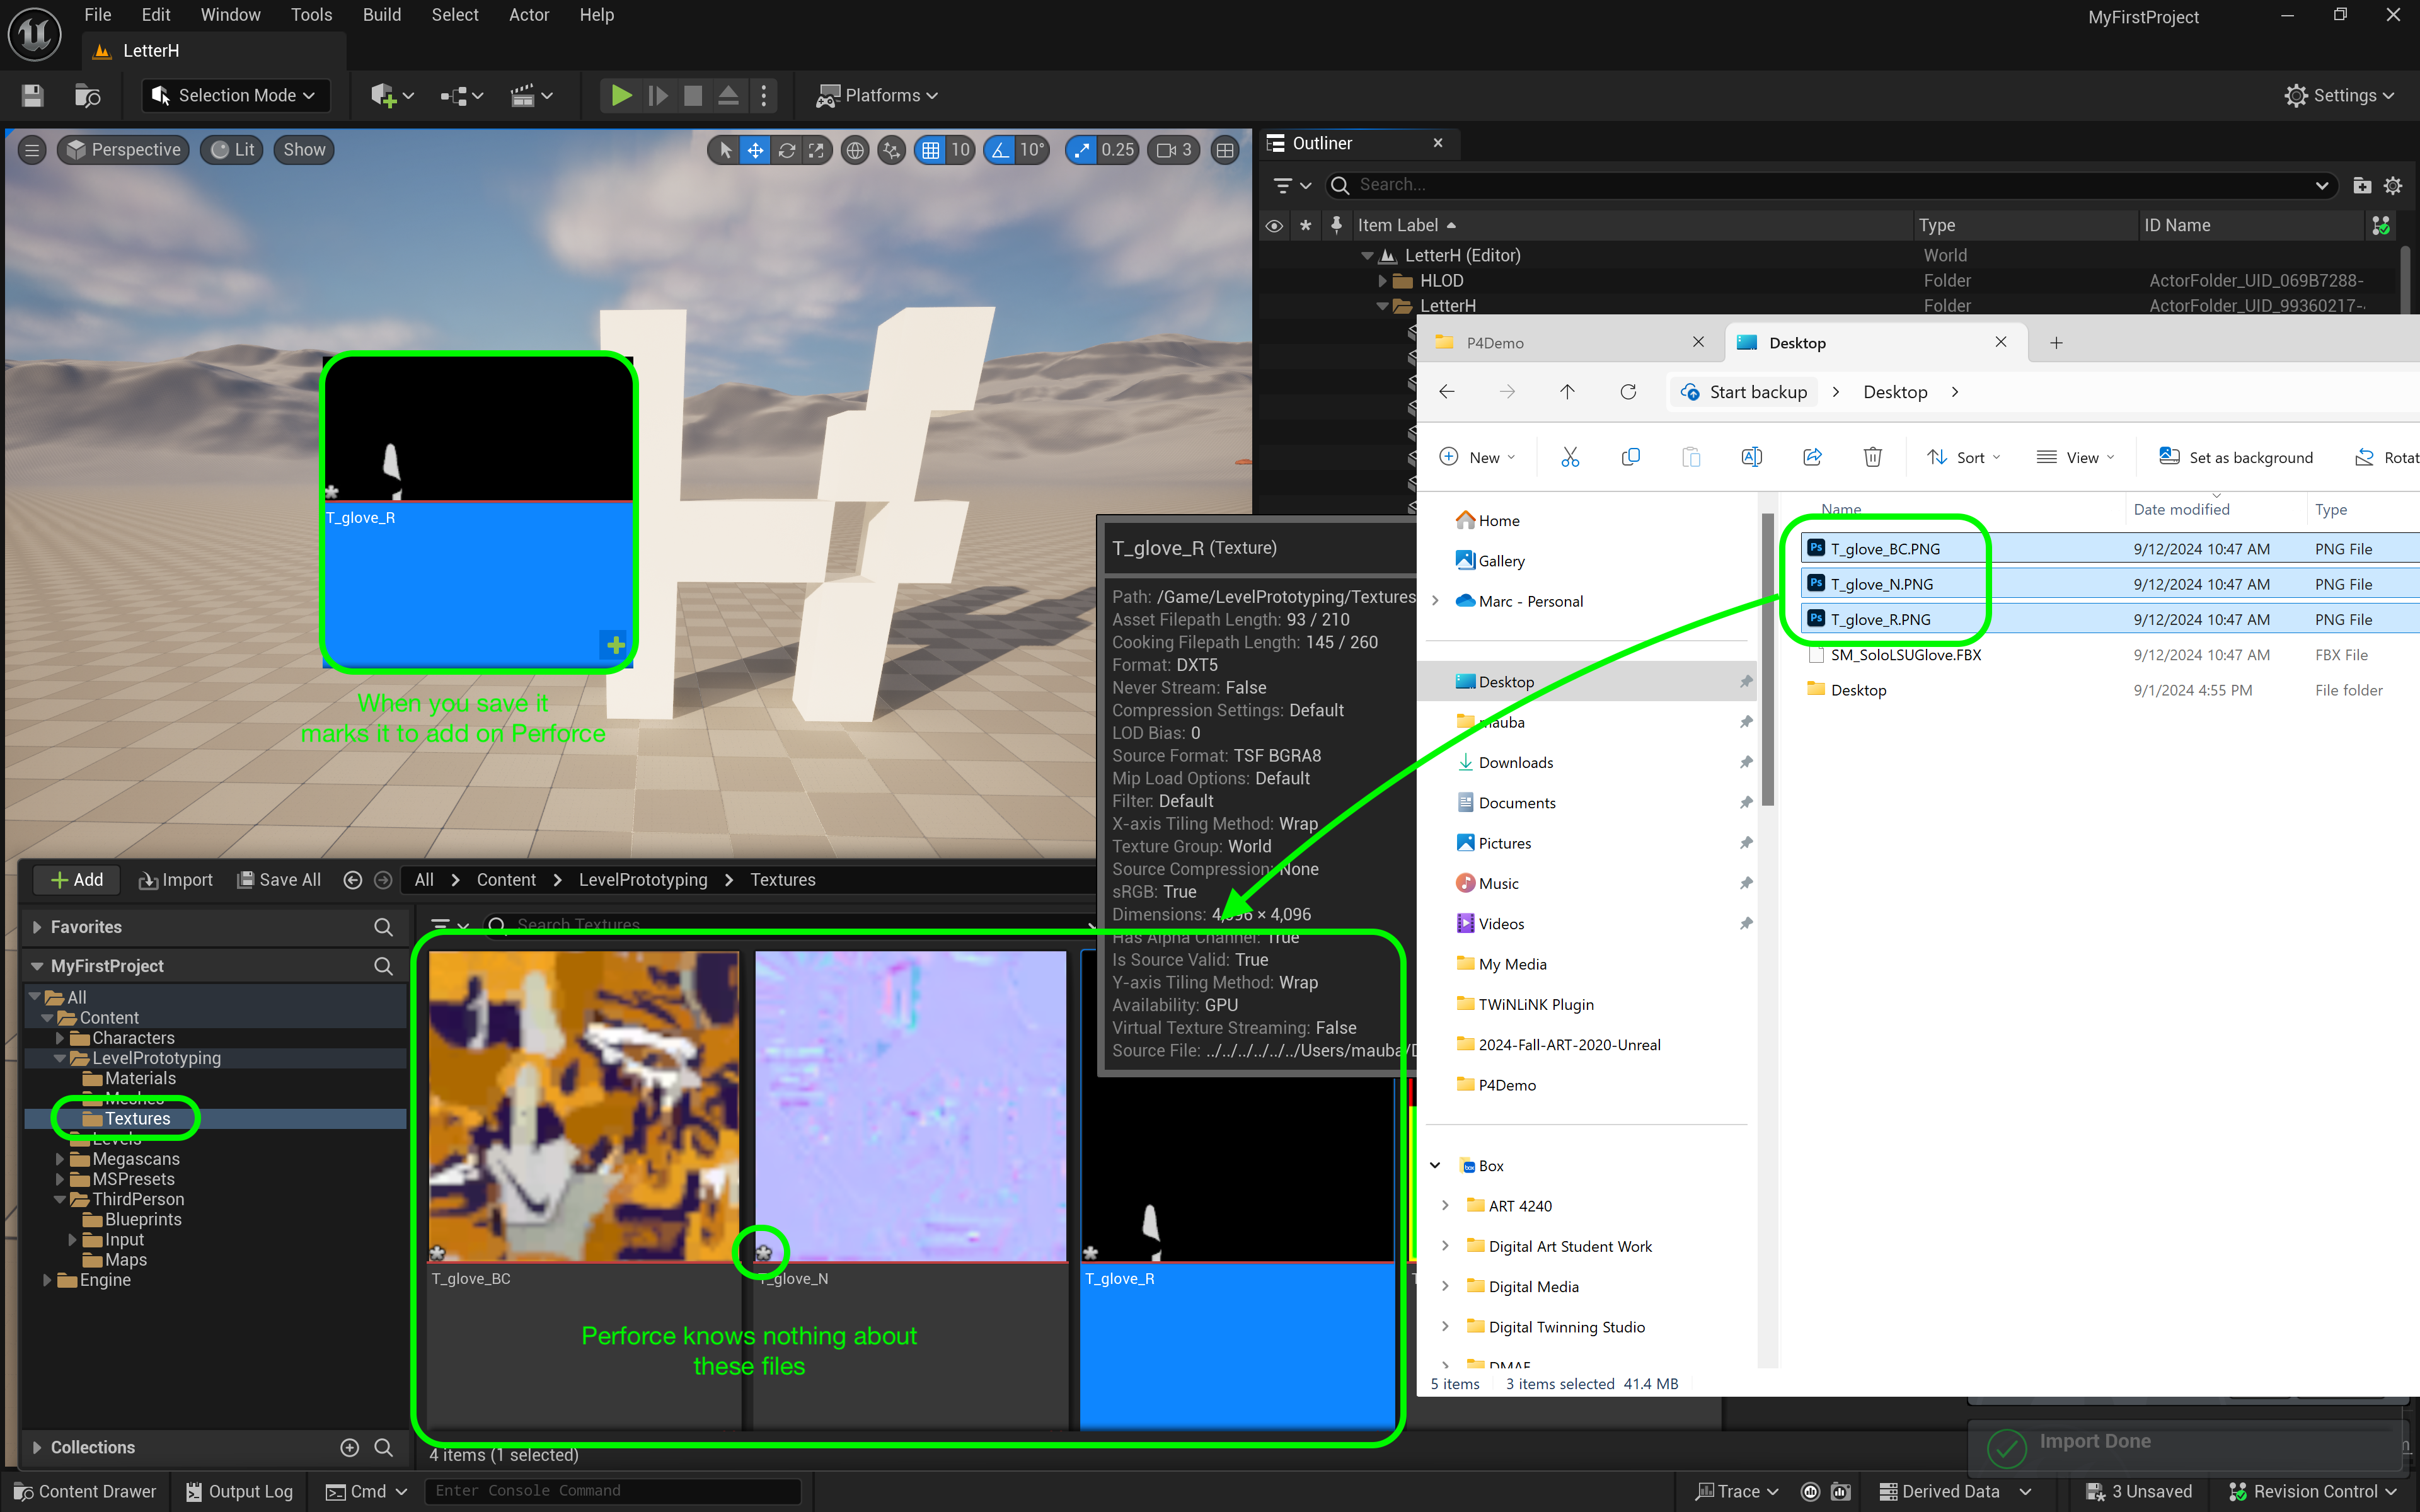 File Edit Window Tools Build Select Actor Help
MyFirstProject
LetterH
Selection Mode
Platforms
Settings
Perspective
Lit
Show
10
10°
0.25
3
Outliner
Search...
Item Label
Type
ID Name
LetterH (Editor)
World
HLOD
Folder
ActorFolder_UID_069B7288-
LetterH
Folder
ActorFolder_UID_99360217-
T_glove_R
When you save it
marks it to add on Perforce
T_glove_R (Texture)
Path: /Game/LevelPrototyping/Textures
Asset Filepath Length: 93 / 210
Cooking Filepath Length: 145 / 260
Format: DXT5
Never Stream: False
Compression Settings: Default
LOD Bias: 0
Source Format: TSF BGRA8
Mip Load Options: Default
Filter: Default
X-axis Tiling Method: Wrap
Texture Group: World
Source Compression: None
sRGB: True
Dimensions: 4,096 × 4,096
Has Alpha Channel: True
Is Source Valid: True
Y-axis Tiling Method: Wrap
Availability: GPU
Virtual Texture Streaming: False
Source File: ../../../../../../Users/mauba/D
P4Demo
Desktop
Start backup
Desktop
New
Sort
View
Set as background
Rotat
Home
Gallery
Marc - Personal
Desktop
mauba
Downloads
Documents
Pictures
Music
Videos
My Media
TWiNLiNK Plugin
2024-Fall-ART-2020-Unreal
P4Demo
Box
ART 4240
Digital Art Student Work
Digital Media
Digital Twinning Studio
DMAE
Name
Date modified
Type
T_glove_BC.PNG
9/12/2024 10:47 AM
PNG File
T_glove_N.PNG
9/12/2024 10:47 AM
PNG File
T_glove_R.PNG
9/12/2024 10:47 AM
PNG File
SM_SoloLSUGlove.FBX
9/12/2024 10:47 AM
FBX File
Desktop
9/1/2024 4:55 PM
File folder
5 items
3 items selected 41.4 MB
Add
Import
Save All
All
Content
LevelPrototyping
Textures
Favorites
MyFirstProject
Search Textures
All
Content
Characters
LevelPrototyping
Materials
Meshes
Textures
Levels
Megascans
MSPresets
ThirdPerson
Blueprints
Input
Maps
Engine
Collections
T_glove_BC
T_glove_N
T_glove_R
Perforce knows nothing about
these files
4 items (1 selected)
Import Done
Content Drawer
Output Log
Cmd
Enter Console Command
Trace
Derived Data
3 Unsaved
Revision Control